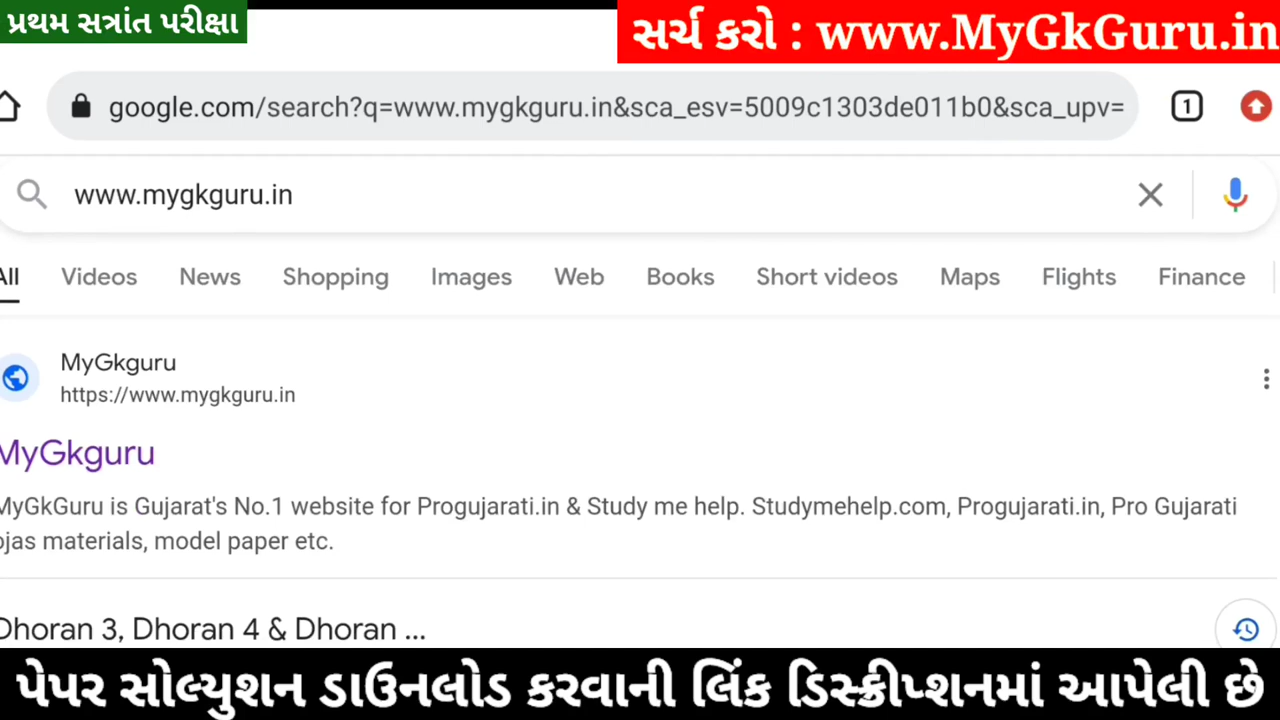 પ્રથમ સત્રાંત પરીક્ષા
સર્ચ કરો : www.MyGkGuru.in
google.com/search?q=www.mygkguru.in&sca_esv=5009c1303de011b0&sca_upv=
1
www.mygkguru.in
All Videos News Shopping Images Web Books Short videos Maps Flights Finance
MyGkguru
https://www.mygkguru.in
MyGkguru
MyGkGuru is Gujarat's No.1 website for Progujarati.in & Study me help. Studymehelp.com, Progujarati.in, Pro Gujarati
ojas materials, model paper etc.
Dhoran 3, Dhoran 4 & Dhoran ...
પેપર સોલ્યુશન ડાઉનલોડ કરવાની લિંક ડિસ્ક્રીપ્શનમાં આપેલી છે